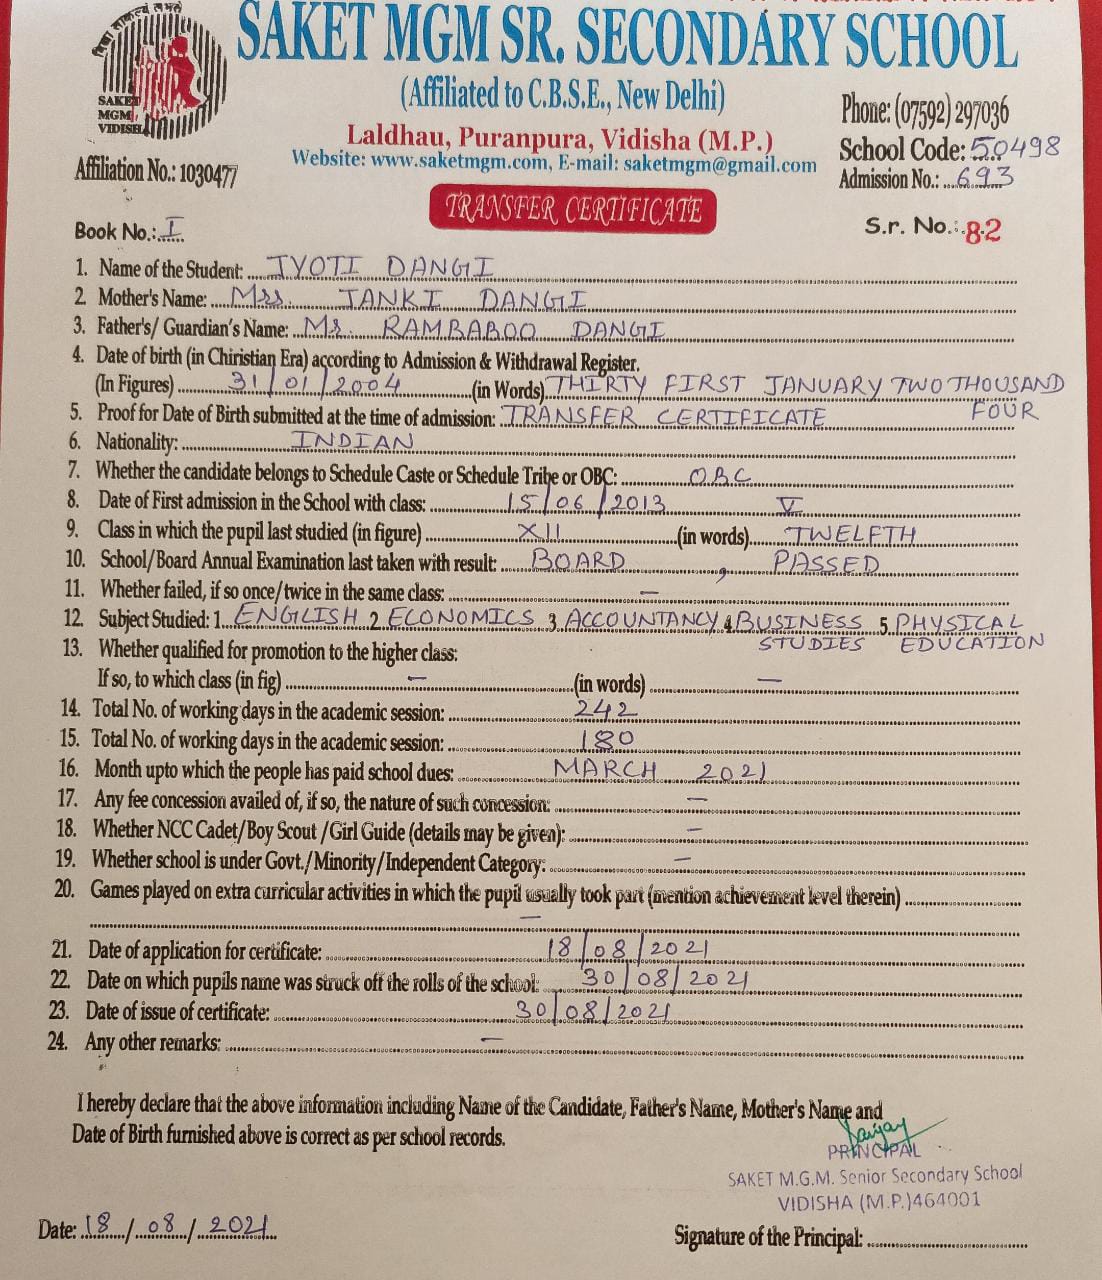 विद्या ताकत्यं लभते
SAKET
MGM
VIDISHA
SAKET MGM SR. SECONDARY SCHOOL
(Affiliated to C.B.S.E., New Delhi)
Laldhau, Puranpura, Vidisha (M.P.)
Website: www.saketmgm.com, E-mail: saketmgm@gmail.com
Phone: (07592) 297036
School Code: 50498
Affiliation No.: 1030477
Admission No.: 693
TRANSFER CERTIFICATE
Book No.: I
S.r. No.: 82
1. Name of the Student: JYOTI DANGI
2. Mother's Name: Mrs. JANKI DANGI
3. Father's/ Guardian's Name: Mr. RAMBABOO DANGI
4. Date of birth (in Chiristian Era) according to Admission & Withdrawal Register.
(In Figures) 31/01/2004 (in Words) THIRTY FIRST JANUARY TWO THOUSAND
FOUR
5. Proof for Date of Birth submitted at the time of admission: TRANSFER CERTIFICATE
6. Nationality: INDIAN
7. Whether the candidate belongs to Schedule Caste or Schedule Tribe or OBC: OBC
8. Date of First admission in the School with class: 15/06/2013 V
9. Class in which the pupil last studied (in figure) XII (in words) TWELFTH
10. School/Board Annual Examination last taken with result: BOARD , PASSED
11. Whether failed, if so once/twice in the same class: —
12. Subject Studied: 1. ENGLISH 2. ECONOMICS 3. ACCOUNTANCY 4. BUSINESS 5. PHYSICAL
STUDIES EDUCATION
13. Whether qualified for promotion to the higher class:
If so, to which class (in fig) — (in words) —
14. Total No. of working days in the academic session: 242
15. Total No. of working days in the academic session: 180
16. Month upto which the people has paid school dues: MARCH 2021
17. Any fee concession availed of, if so, the nature of such concession: —
18. Whether NCC Cadet/Boy Scout /Girl Guide (details may be given): —
19. Whether school is under Govt./Minority/Independent Category: —
20. Games played on extra curricular activities in which the pupil usually took part (mention achievement level therein)
—
21. Date of application for certificate: 18/08/2021
22. Date on which pupils name was struck off the rolls of the school: 30/08/2021
23. Date of issue of certificate: 30/08/2021
24. Any other remarks: —
I hereby declare that the above information including Name of the Candidate, Father's Name, Mother's Name and
Date of Birth furnished above is correct as per school records.
PRINCIPAL
SAKET M.G.M. Senior Secondary School
VIDISHA (M.P.)464001
Date: 18/08/2021
Signature of the Principal: